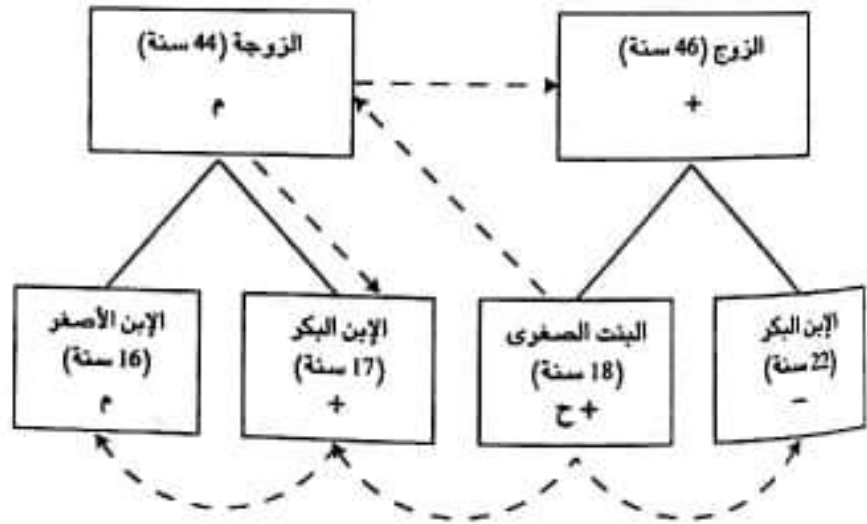 الزوج (46 سنة)
+
الزوجة (44 سنة)
م
الإبن البكر
(22 سنة)
−
البنت الصغرى
(18 سنة)
+ ح
الإبن البكر
(17 سنة)
+
الإبن الأصغر
(16 سنة)
م